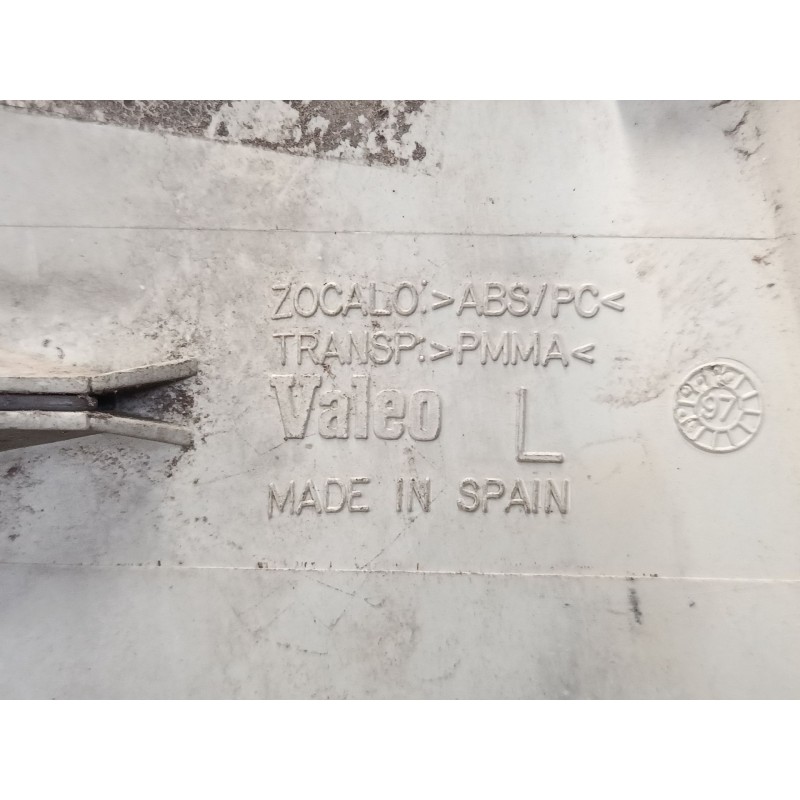 ZOCALO:>ABS/PC<
TRANSP:>PMMA<
Valeo L
MADE IN SPAIN
97